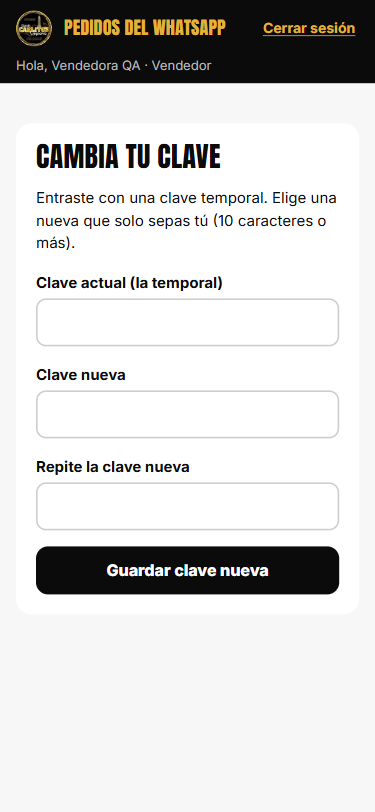 PEDIDOS DEL WHATSAPP
Cerrar sesión
Hola, Vendedora QA · Vendedor
CAMBIA TU CLAVE
Entraste con una clave temporal. Elige una
nueva que solo sepas tú (10 caracteres o
más).
Clave actual (la temporal)
Clave nueva
Repite la clave nueva
Guardar clave nueva